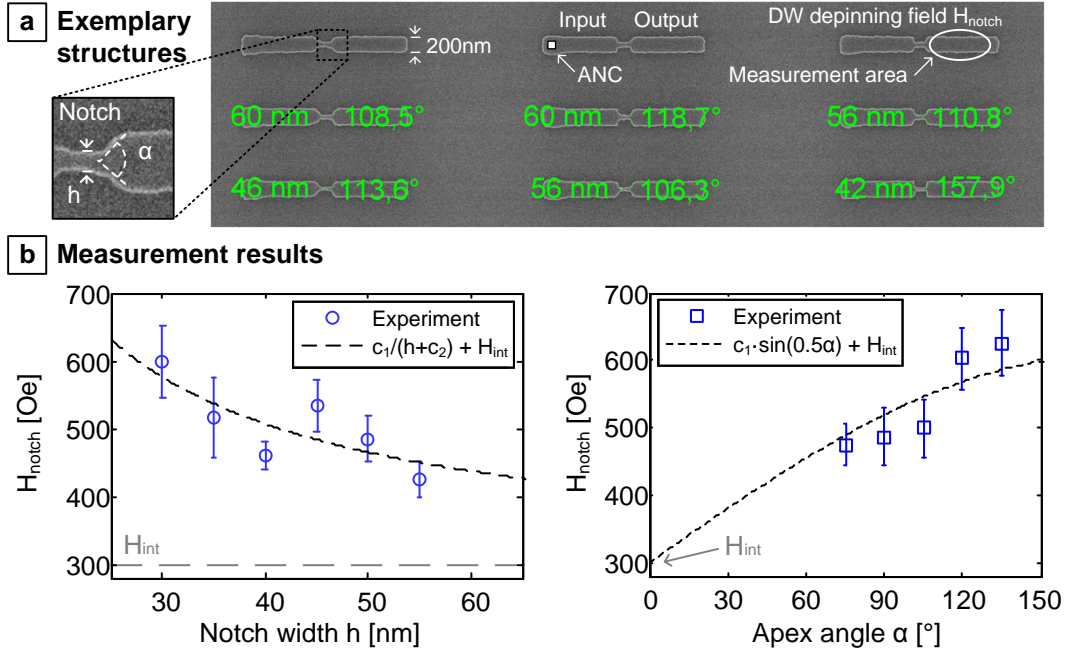 a Exemplary structures
Input Output DW depinning field H_notch
200nm
ANC Measurement area
Notch
α
h
60 nm 108,5° 60 nm 118,7° 56 nm 110,8°
46 nm 113,6° 56 nm 106,3° 42 nm 157,9°
b Measurement results
700
600
500
400
300
H_notch [Oe]
Experiment
c₁/(h+c₂) + H_int
H_int
30 40 50 60
Notch width h [nm]
700
600
500
400
300
H_notch [Oe]
Experiment
c₁·sin(0.5α) + H_int
H_int
0 30 60 90 120 150
Apex angle α [°]